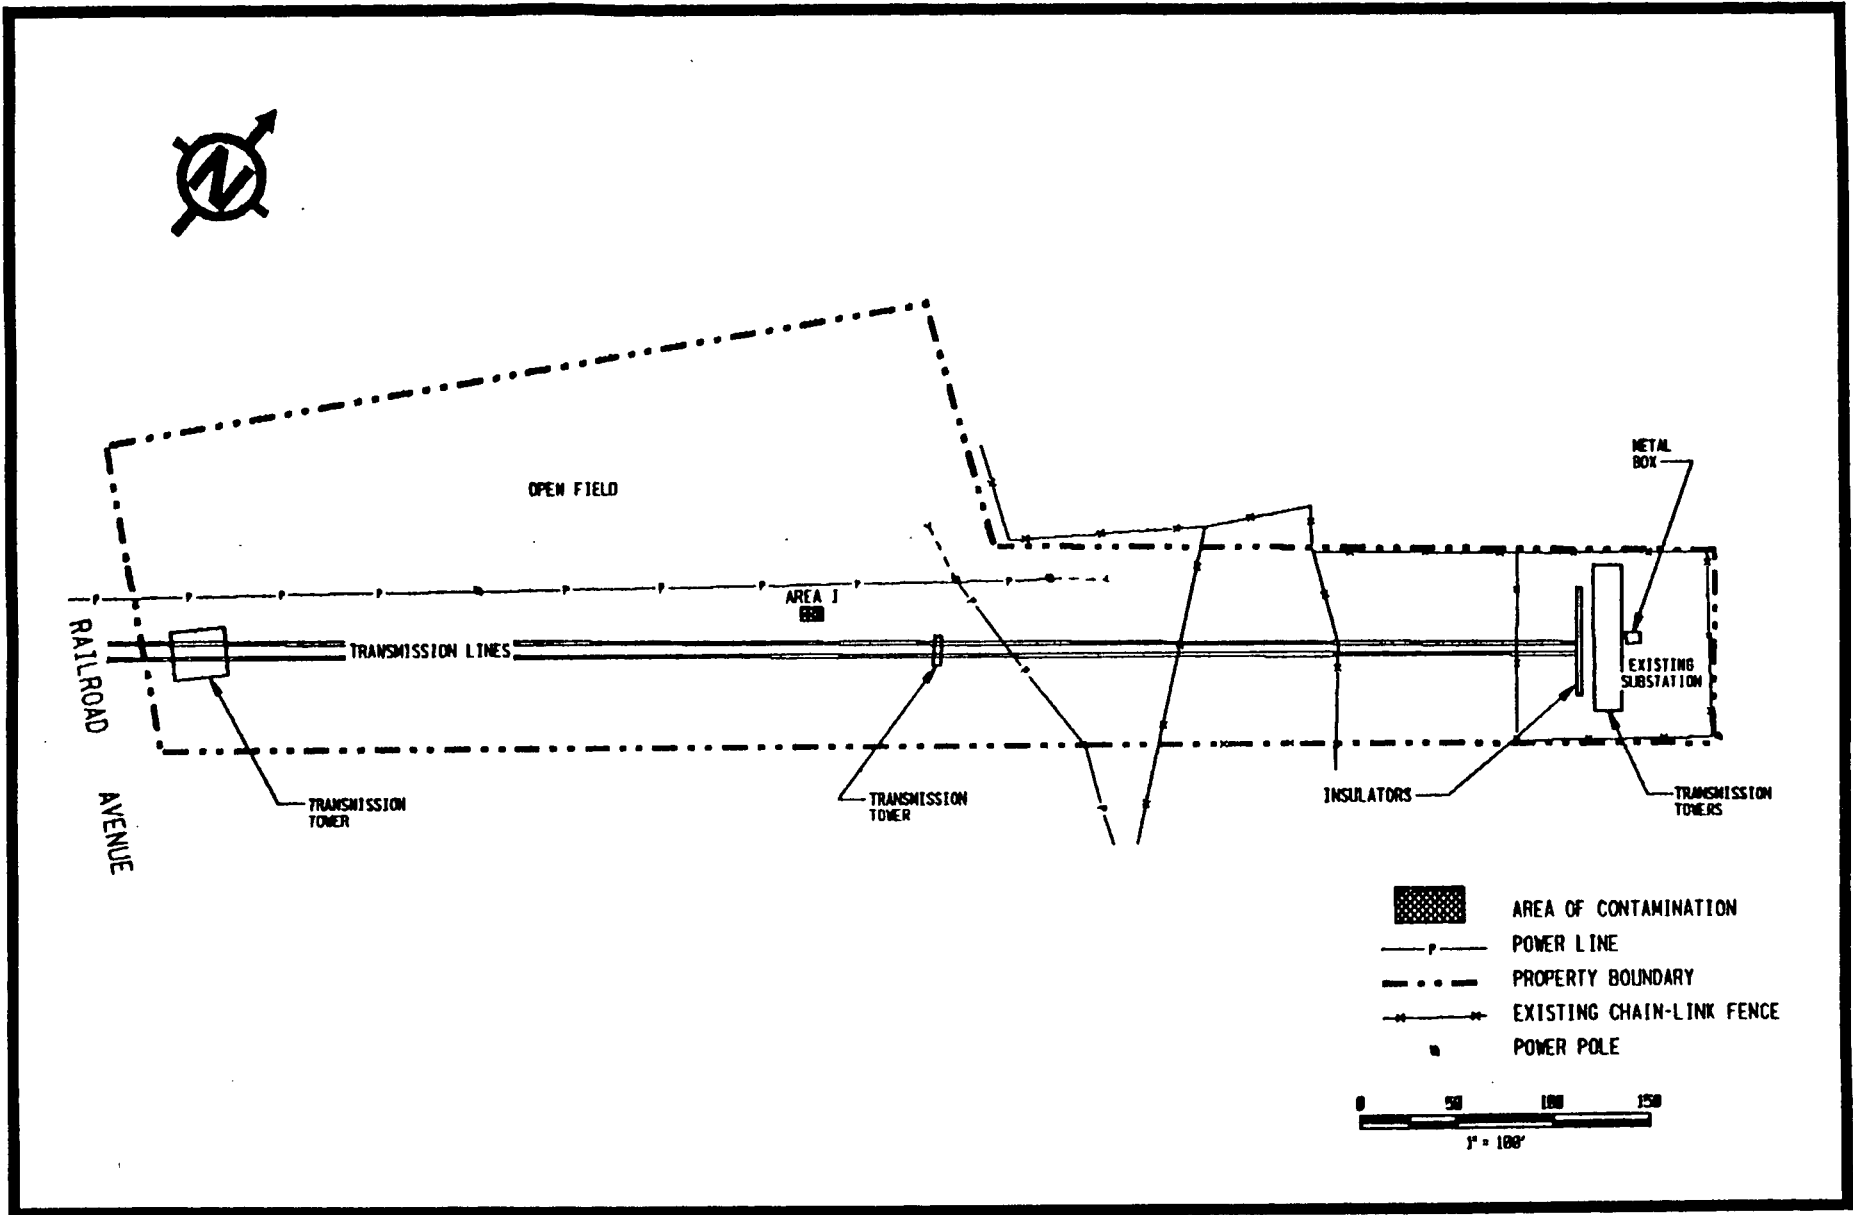 N
METAL
BOX
OPEN FIELD
AREA I
RAILROAD
AVENUE
TRANSMISSION LINES
EXISTING
SUBSTATION
TRANSMISSION
TOWER
TRANSMISSION
TOWER
INSULATORS
TRANSMISSION
TOWERS
AREA OF CONTAMINATION
P POWER LINE
PROPERTY BOUNDARY
EXISTING CHAIN-LINK FENCE
POWER POLE
0 50 100 150
1" = 100'